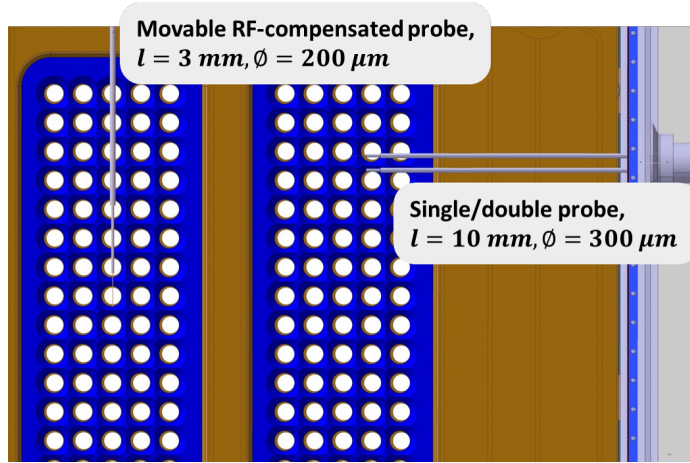 Movable RF-compensated probe,
l = 3 mm, ∅ = 200 μm
Single/double probe,
l = 10 mm, ∅ = 300 μm